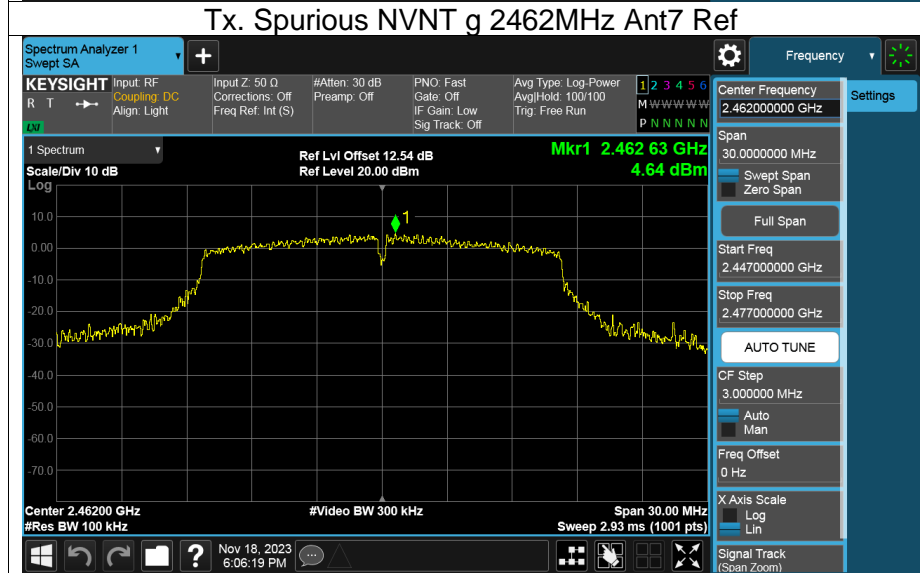 Tx. Spurious NVNT g 2462MHz Ant7 Ref
Spectrum Analyzer 1
Swept SA
+
Frequency
KEYSIGHT
R T
LXI
Input: RF
Coupling: DC
Align: Light
Input Z: 50 Ω
Corrections: Off
Freq Ref: Int (S)
#Atten: 30 dB
Preamp: Off
PNO: Fast
Gate: Off
IF Gain: Low
Sig Track: Off
Avg Type: Log-Power
Avg|Hold: 100/100
Trig: Free Run
1 2 3 4 5 6
M W W W W W
P N N N N N
1 Spectrum
Scale/Div 10 dB
Log
Ref Lvl Offset 12.54 dB
Ref Level 20.00 dBm
Mkr1 2.462 63 GHz
4.64 dBm
1
10.0
0.00
-10.0
-20.0
-30.0
-40.0
-50.0
-60.0
-70.0
Center 2.46200 GHz
#Res BW 100 kHz
#Video BW 300 kHz
Span 30.00 MHz
Sweep 2.93 ms (1001 pts)
?
Nov 18, 2023
6:06:19 PM
Center Frequency
2.462000000 GHz
Span
30.0000000 MHz
Swept Span
Zero Span
Full Span
Start Freq
2.447000000 GHz
Stop Freq
2.477000000 GHz
AUTO TUNE
CF Step
3.000000 MHz
Auto
Man
Freq Offset
0 Hz
X Axis Scale
Log
Lin
Signal Track
(Span Zoom)
Settings